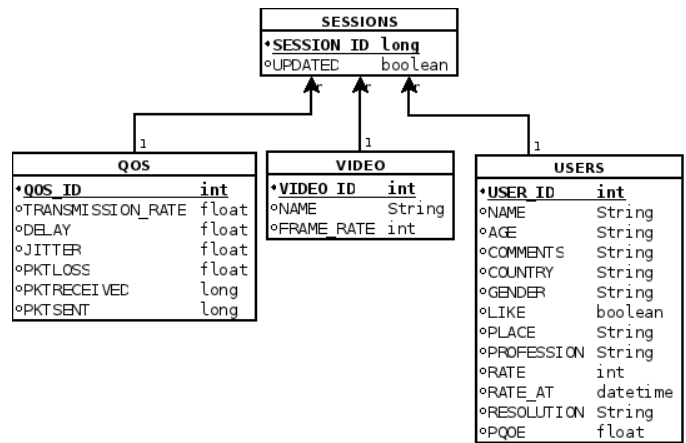 SESSIONS
SESSION_ID long
UPDATED boolean
r r r
1 1 1
QOS
QOS_ID int
TRANSMISSION_RATE float
DELAY float
JITTER float
PKTLOSS float
PKTRECEIVED long
PKTSENT long
VIDEO
VIDEO_ID int
NAME String
FRAME_RATE int
USERS
USER_ID int
NAME String
AGE String
COMMENTS String
COUNTRY String
GENDER String
LIKE boolean
PLACE String
PROFESSION String
RATE int
RATE_AT datetime
RESOLUTION String
PQOE float